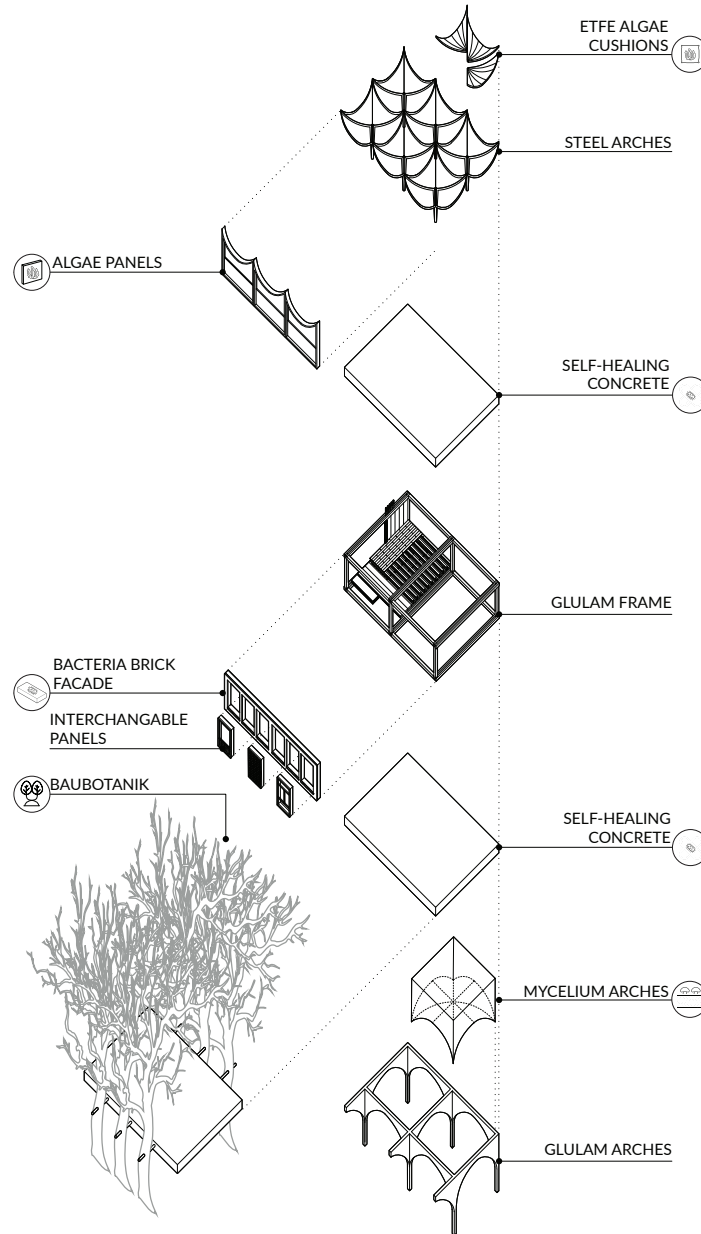 ETFE ALGAE
CUSHIONS
STEEL ARCHES
ALGAE PANELS
SELF-HEALING
CONCRETE
GLULAM FRAME
BACTERIA BRICK
FACADE
INTERCHANGABLE
PANELS
BAUBOTANIK
SELF-HEALING
CONCRETE
MYCELIUM ARCHES
GLULAM ARCHES